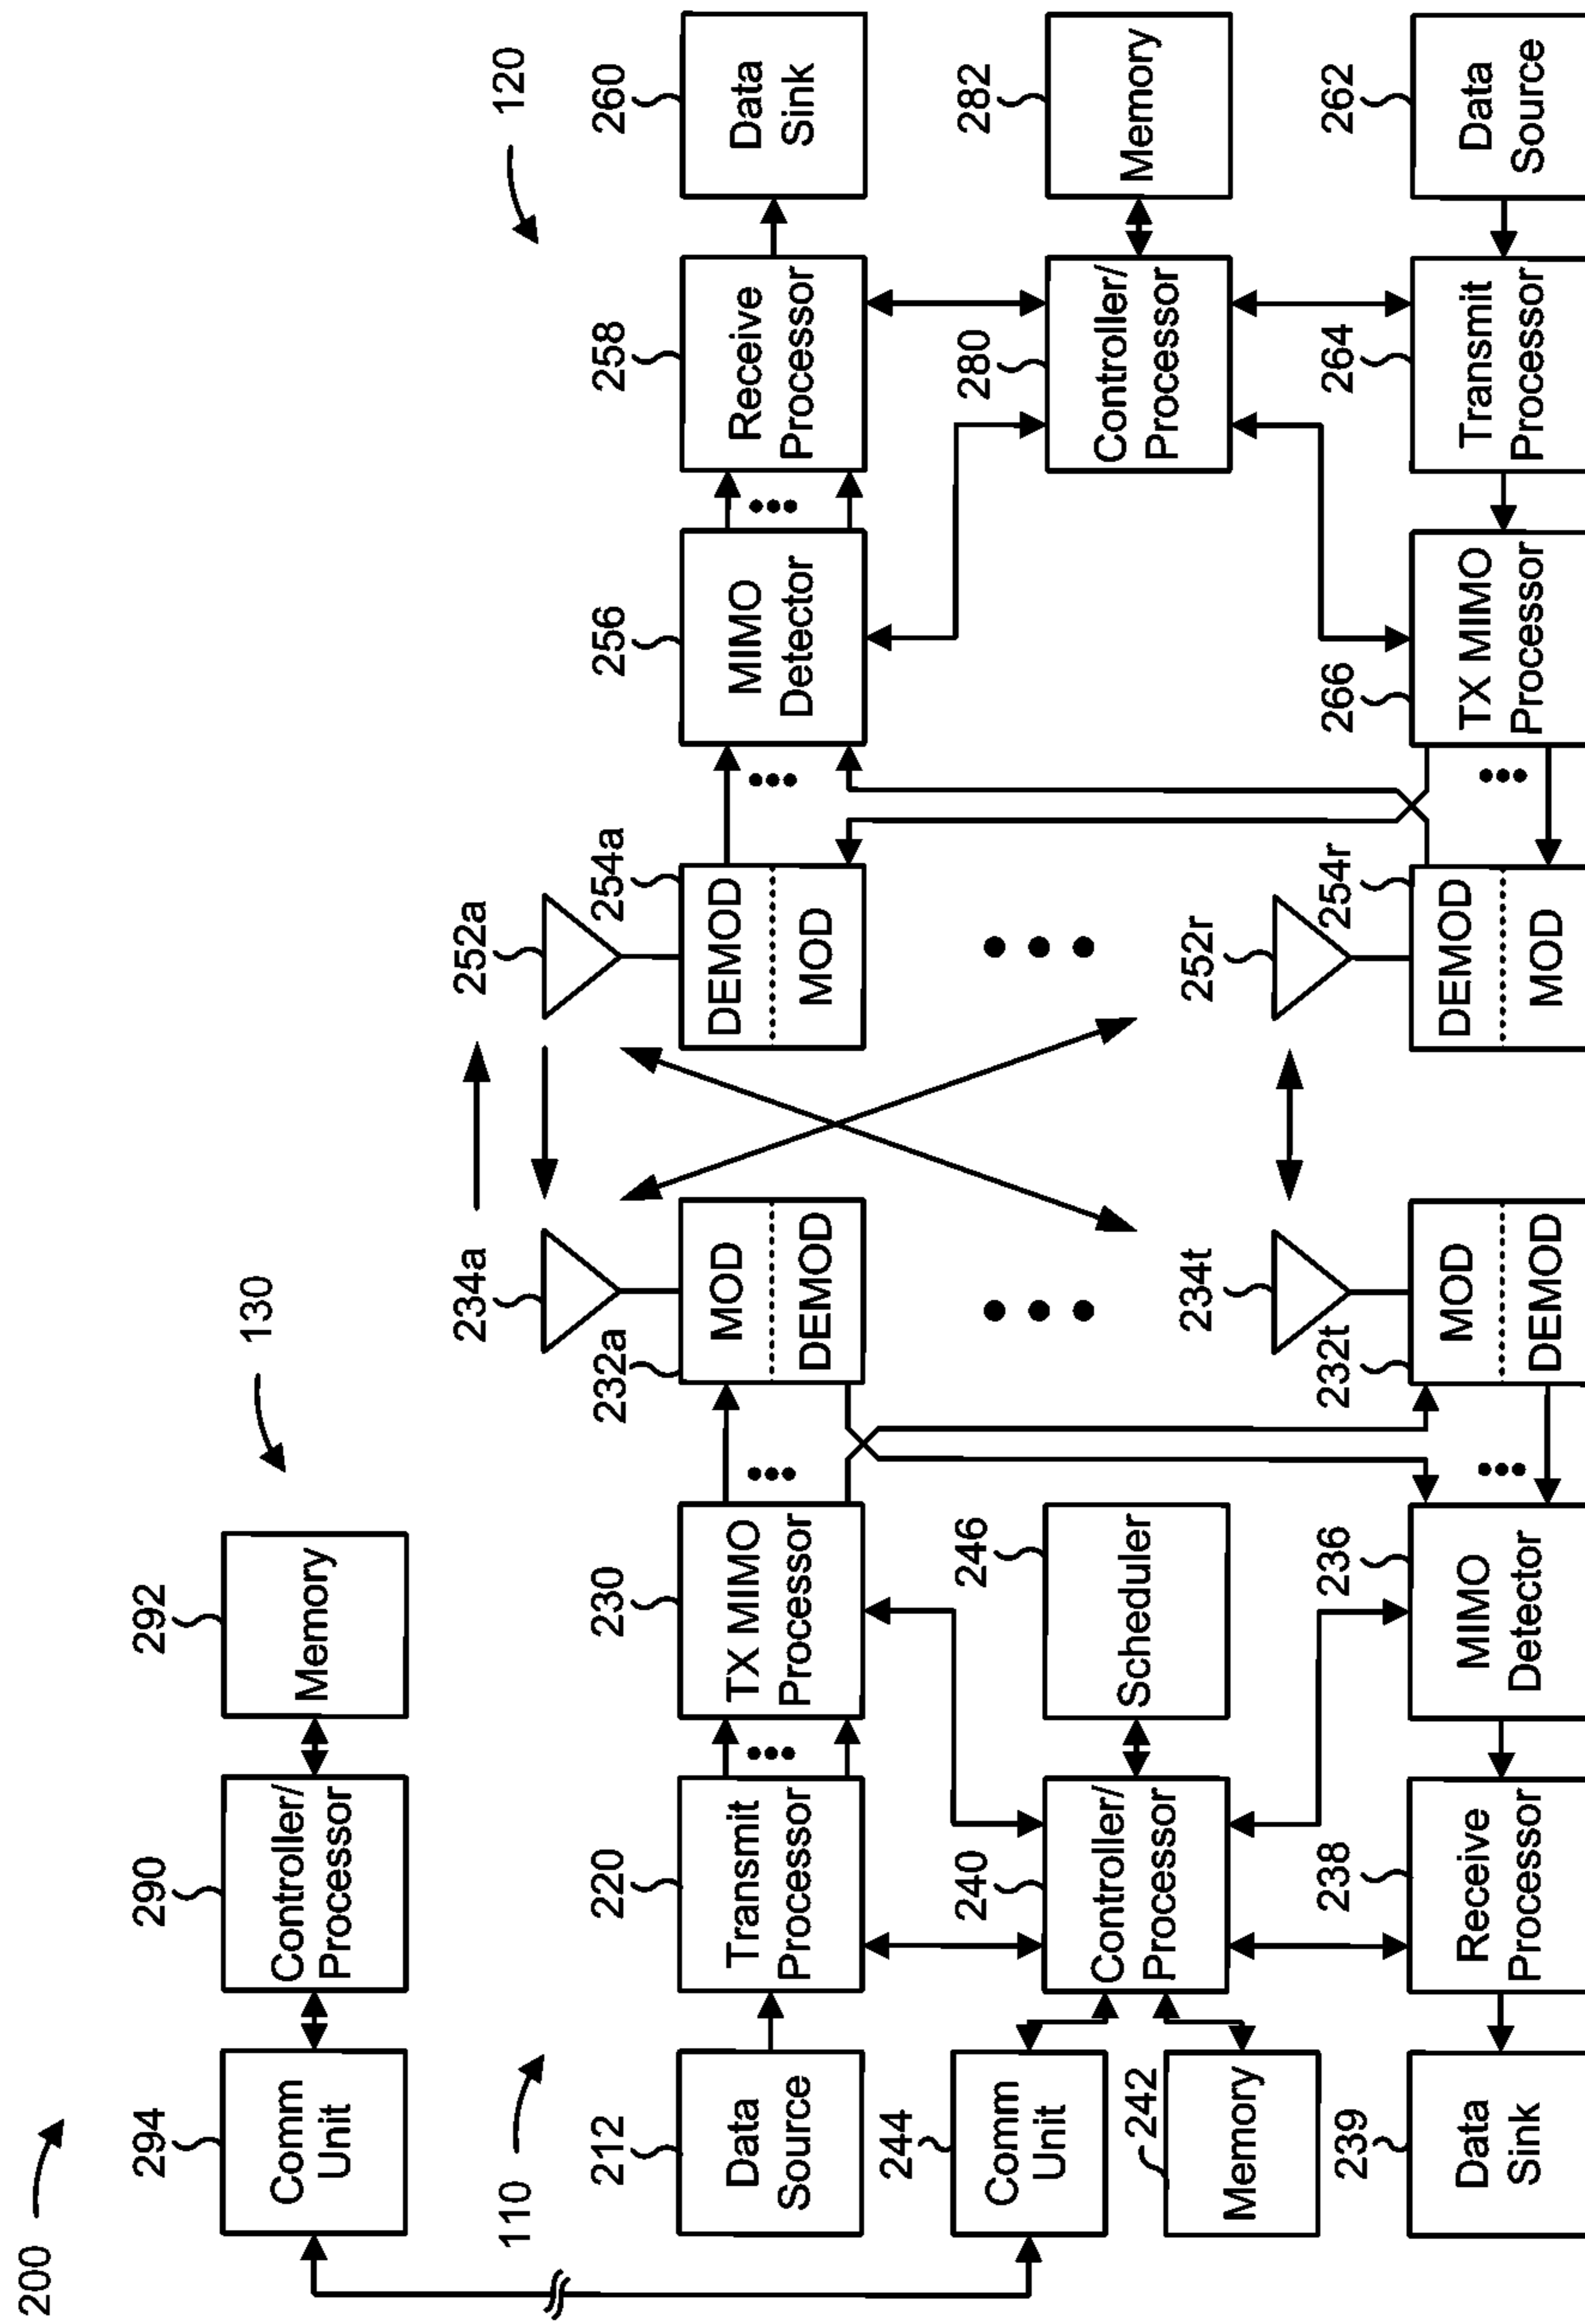 200
110
130
120
294
Comm
Unit
290
Controller/
Processor
292
Memory
212
Data
Source
220
Transmit
Processor
230
TX MIMO
Processor
232a
MOD
DEMOD
234a
252a
254a
DEMOD
MOD
256
MIMO
Detector
258
Receive
Processor
260
Data
Sink
244
Comm
Unit
242
Memory
240
Controller/
Processor
246
Scheduler
280
Controller/
Processor
282
Memory
239
Data
Sink
238
Receive
Processor
236
MIMO
Detector
232t
MOD
DEMOD
234t
252r
254r
DEMOD
MOD
266
TX MIMO
Processor
264
Transmit
Processor
262
Data
Source